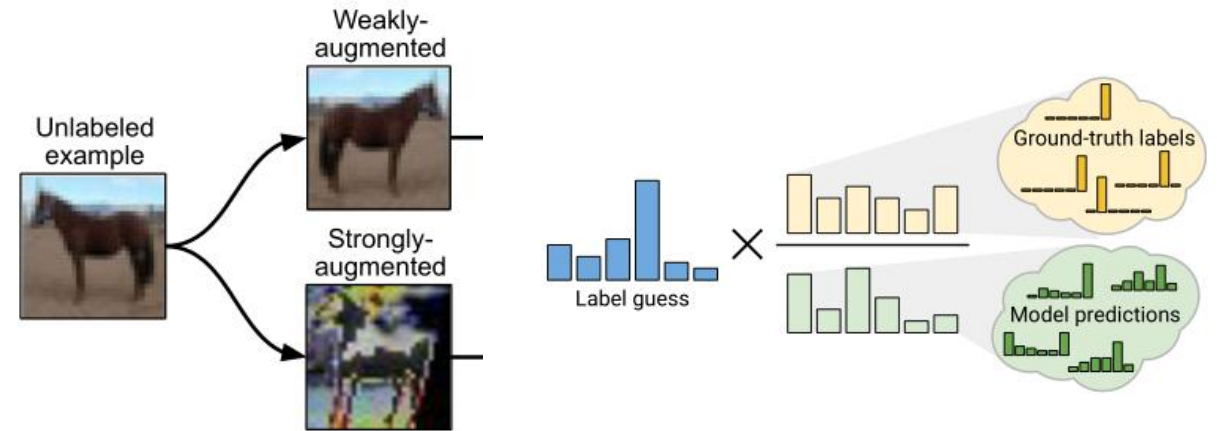 Unlabeled
example
Weakly-
augmented
Strongly-
augmented
Label guess
×
Ground-truth labels
Model predictions